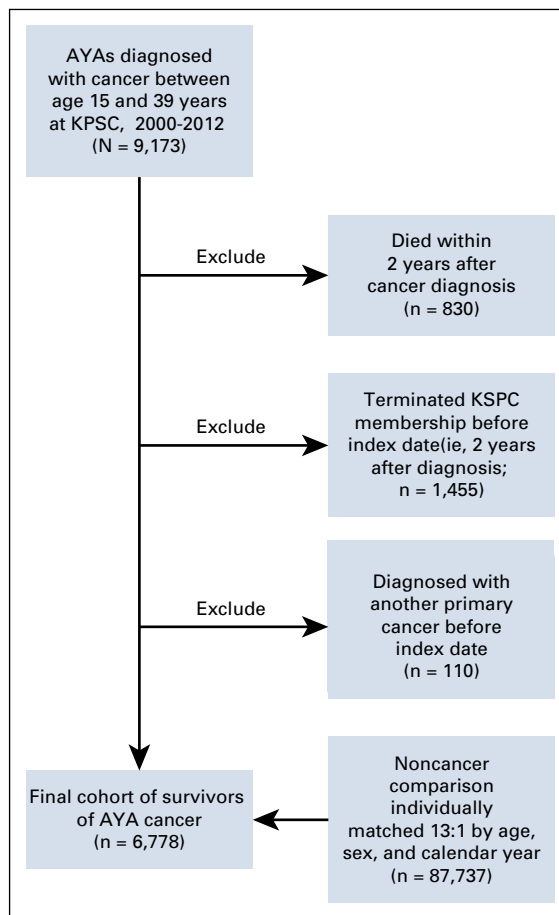 AYAs diagnosed
with cancer between
age 15 and 39 years
at KPSC, 2000-2012
(N = 9,173)
Exclude
Died within
2 years after
cancer diagnosis
(n = 830)
Exclude
Terminated KSPC
membership before
index date(ie, 2 years
after diagnosis;
n = 1,455)
Exclude
Diagnosed with
another primary
cancer before
index date
(n = 110)
Final cohort of survivors
of AYA cancer
(n = 6,778)
Noncancer
comparison
individually
matched 13:1 by age,
sex, and calendar year
(n = 87,737)